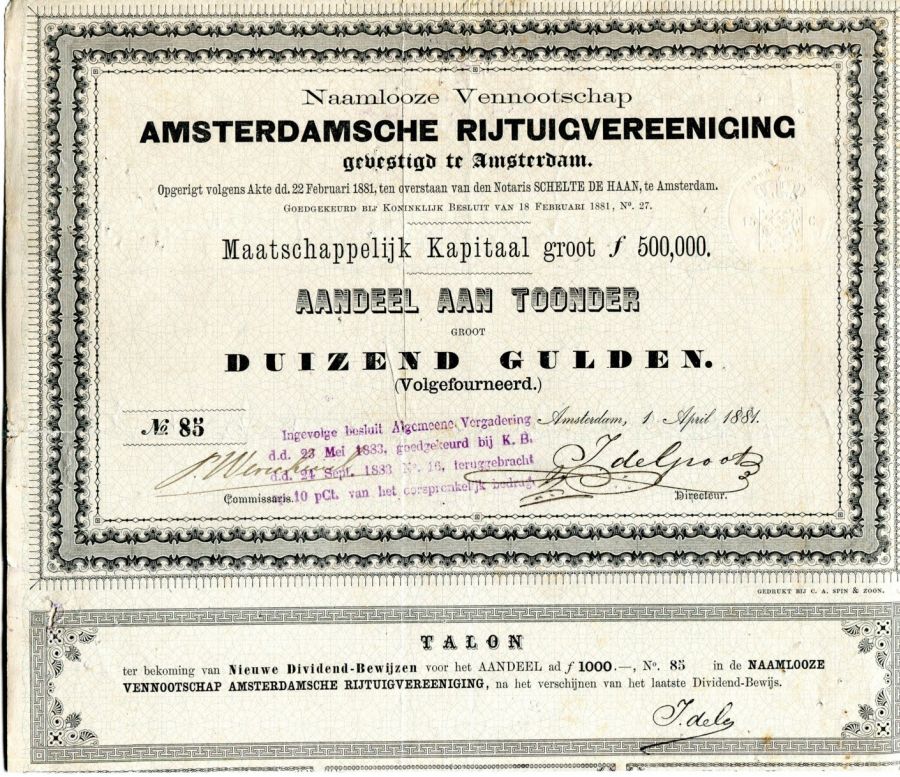 Naamlooze Vennootschap
AMSTERDAMSCHE RIJTUIGVEREENIGING
gevestigd te Amsterdam.
Opgerigt volgens Akte dd. 22 Februari 1881, ten overstaan van den Notaris SCHELTE DE HAAN, te Amsterdam.
GOEDGEKEURD BIJ KONINKLIJK BESLUIT VAN 18 FEBRUARI 1881, No. 27.
Maatschappelijk Kapitaal groot f 500,000.
AANDEEL AAN TOONDER
GROOT
DUIZEND GULDEN.
(Volgefourneerd.)
No. 85
Amsterdam, 1 April 1881.
Ingevolge besluit Algemeene Vergadering
d.d. 23 Mei 1833, goedgekeurd bij K. B.
d.d. 24 Sept. 1833 No. 16, teruggebracht
10 pCt. van het oorspronkelijk bedrag
J. del Groot
Commissaris.
Directeur.
GEDRUKT BIJ C. A. SPIN & ZOON.
TALON
ter bekoming van Nieuwe Dividend-Bewijzen voor het AANDEEL ad f 1000.—, No. 85 in de NAAMLOOZE
VENNOOTSCHAP AMSTERDAMSCHE RIJTUIGVEREENIGING, na het verschijnen van het laatste Dividend-Bewijs.